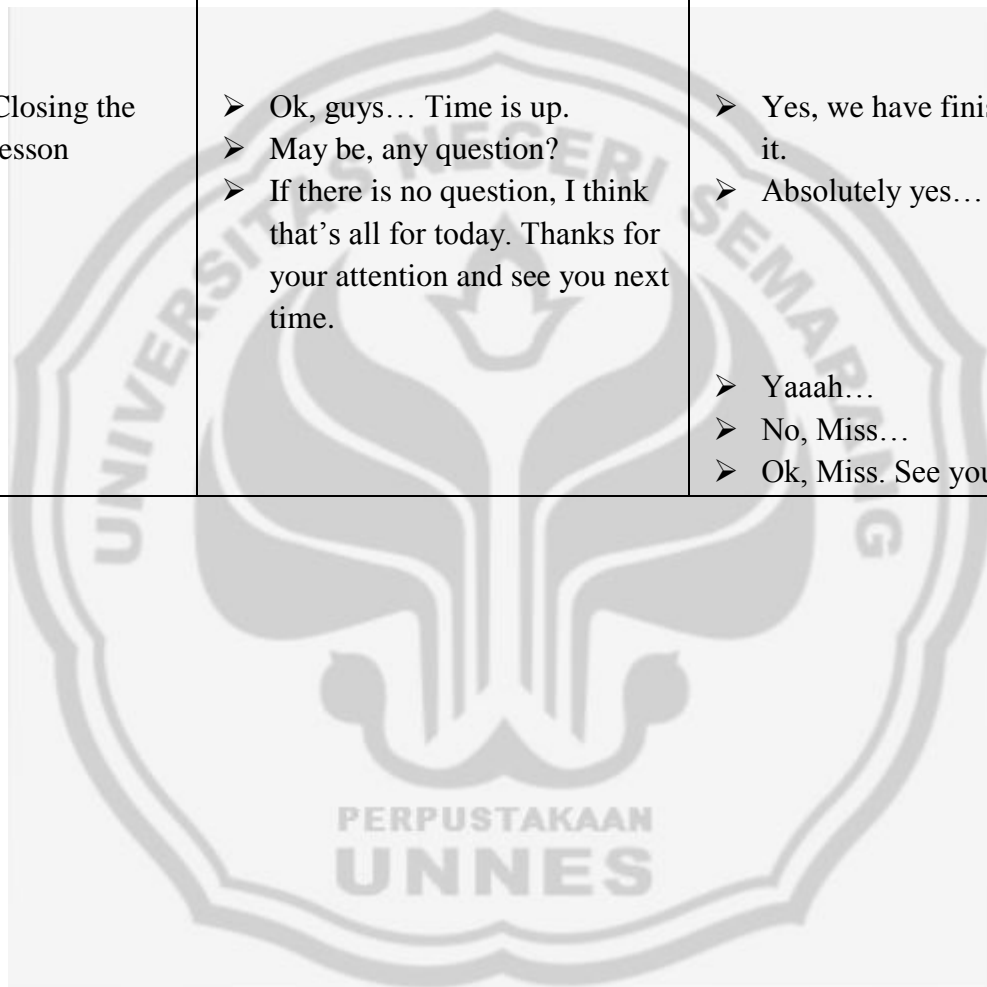 Closing the
lesson
➢ Ok, guys… Time is up.
➢ May be, any question?
➢ If there is no question, I think
that’s all for today. Thanks for
your attention and see you next
time.
➢ Yes, we have finis
it.
➢ Absolutely yes…
➢ Yaaah…
➢ No, Miss…
➢ Ok, Miss. See you
UNIVERSITAS NEGERI SEMARANG
PERPUSTAKAAN
UNNES